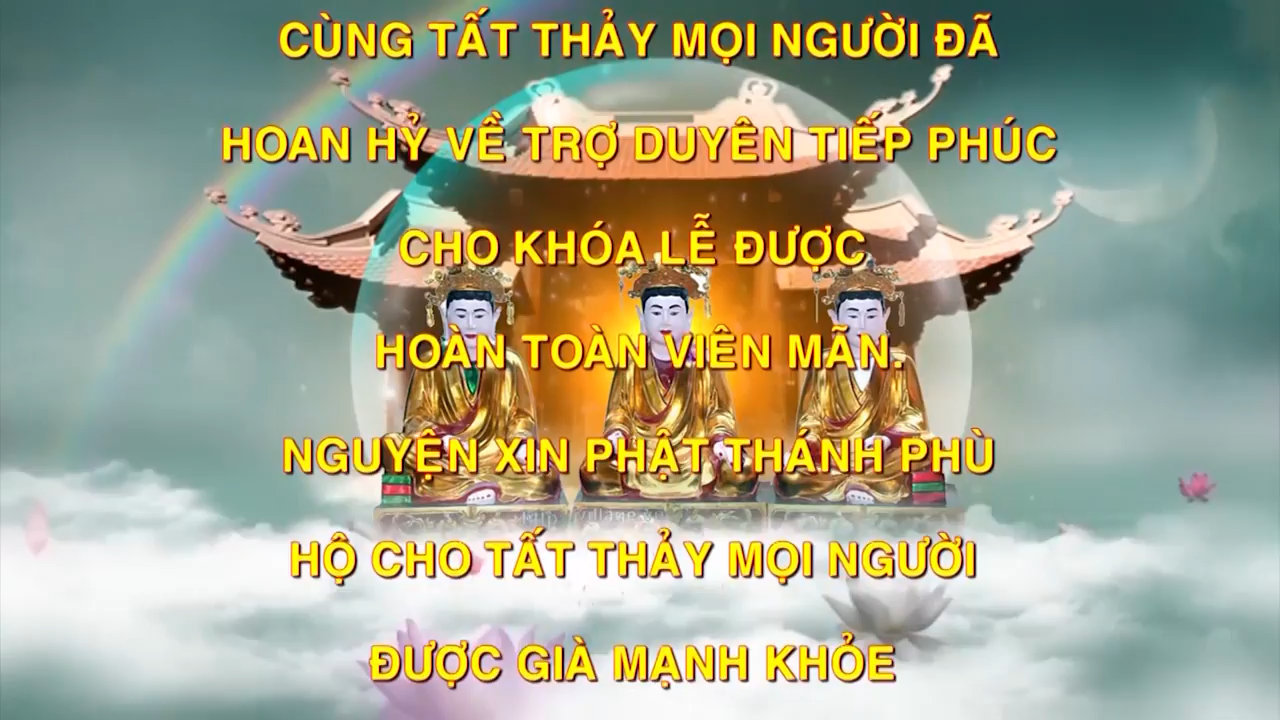 CÙNG TẤT THẢY MỌI NGƯỜI ĐÃ
HOAN HỶ VỀ TRỢ DUYÊN TIẾP PHÚC
CHO KHÓA LỄ ĐƯỢC
HOÀN TOÀN VIÊN MÃN.
NGUYỆN XIN PHẬT THÁNH PHÙ
HỘ CHO TẤT THẢY MỌI NGƯỜI
ĐƯỢC GIÀ MẠNH KHỎE